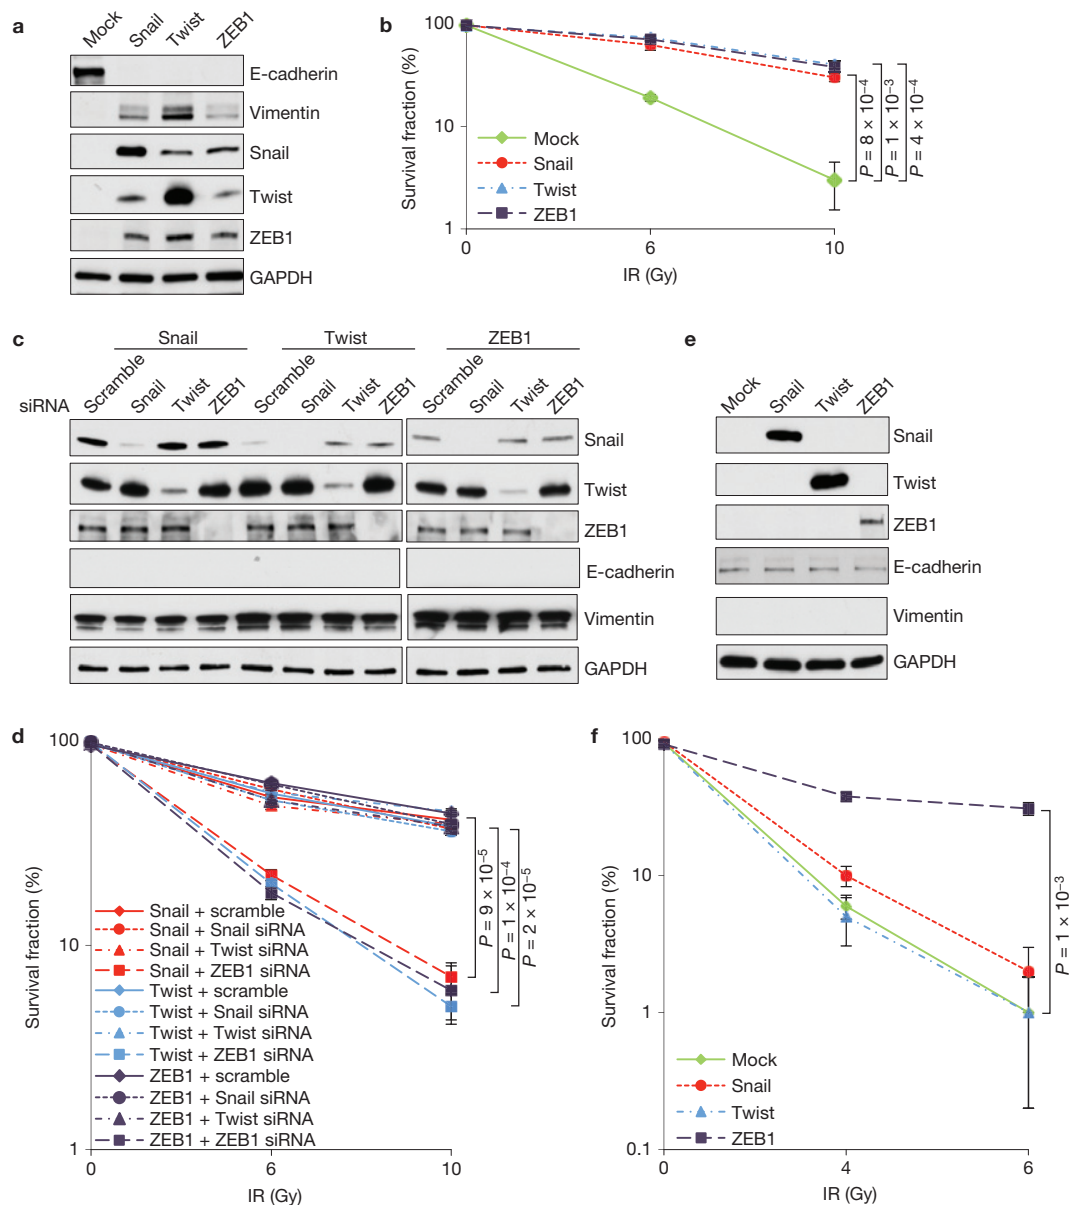 a
Mock Snail Twist ZEB1
E-cadherin
Vimentin
Snail
Twist
ZEB1
GAPDH
b
Survival fraction (%)
100
10
1
0 6 10
IR (Gy)
Mock
Snail
Twist
ZEB1
P = 8 × 10⁻⁴
P = 1 × 10⁻³
P = 4 × 10⁻⁴
c
Snail Twist ZEB1
siRNA Scramble Snail Twist ZEB1 Scramble Snail Twist ZEB1 Scramble Snail Twist ZEB1
Snail
Twist
ZEB1
E-cadherin
Vimentin
GAPDH
e
Mock Snail Twist ZEB1
Snail
Twist
ZEB1
E-cadherin
Vimentin
GAPDH
d
Survival fraction (%)
100
10
1
0 6 10
IR (Gy)
Snail + scramble
Snail + Snail siRNA
Snail + Twist siRNA
Snail + ZEB1 siRNA
Twist + scramble
Twist + Snail siRNA
Twist + Twist siRNA
Twist + ZEB1 siRNA
ZEB1 + scramble
ZEB1 + Snail siRNA
ZEB1 + Twist siRNA
ZEB1 + ZEB1 siRNA
P = 9 × 10⁻⁵
P = 1 × 10⁻⁴
P = 2 × 10⁻⁵
f
Survival fraction (%)
100
10
1
0.1
0 4 6
IR (Gy)
Mock
Snail
Twist
ZEB1
P = 1 × 10⁻³